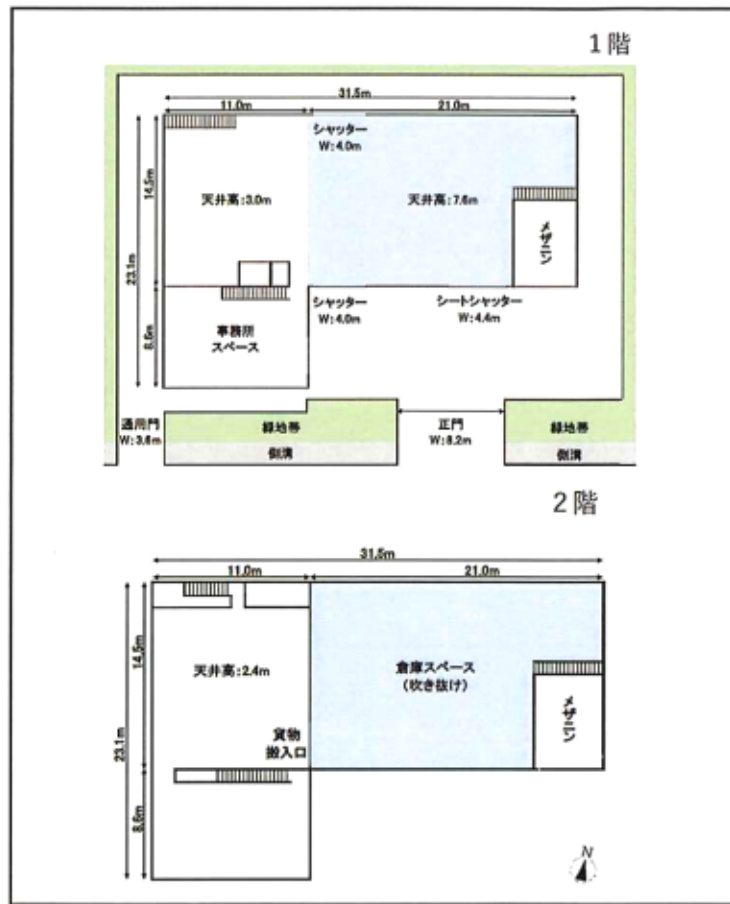 1階
31.5m
11.0m
21.0m
シャッター
W:4.0m
14.5m
天井高:3.0m
天井高:7.6m
メザニン
23.1m
シャッター
W:4.0m
シートシャッター
W:4.4m
事務所
スペース
8.6m
通用門
W:3.6m
緑地帯
側溝
正門
W:8.2m
緑地帯
側溝
2階
31.5m
11.0m
21.0m
14.5m
天井高:2.4m
倉庫スペース
(吹き抜け)
メザニン
貨物
搬入口
23.1m
8.6m
N